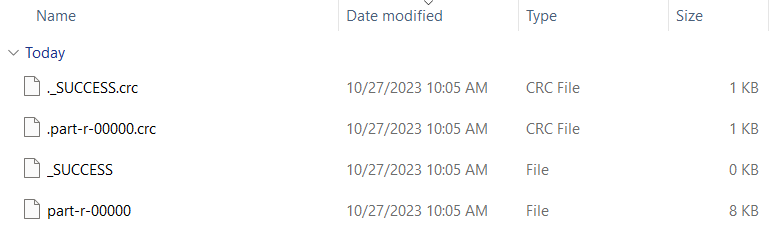 Name Date modified Type Size
Today
._SUCCESS.crc 10/27/2023 10:05 AM CRC File 1 KB
.part-r-00000.crc 10/27/2023 10:05 AM CRC File 1 KB
_SUCCESS 10/27/2023 10:05 AM File 0 KB
part-r-00000 10/27/2023 10:05 AM File 8 KB